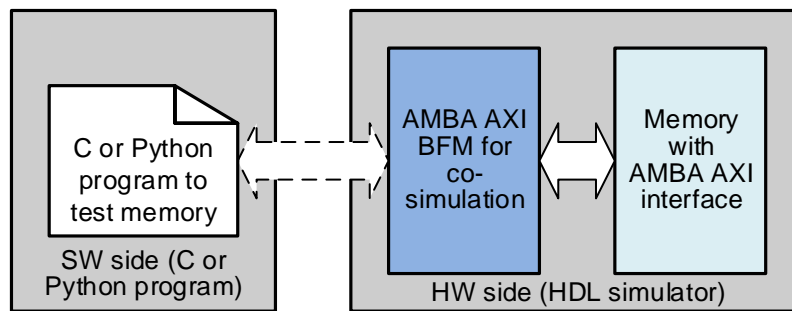 C or Python
program to
test memory
SW side (C or
Python program)
AMBA AXI
BFM for
co-
simulation
Memory
with
AMBA AXI
interface
HW side (HDL simulator)